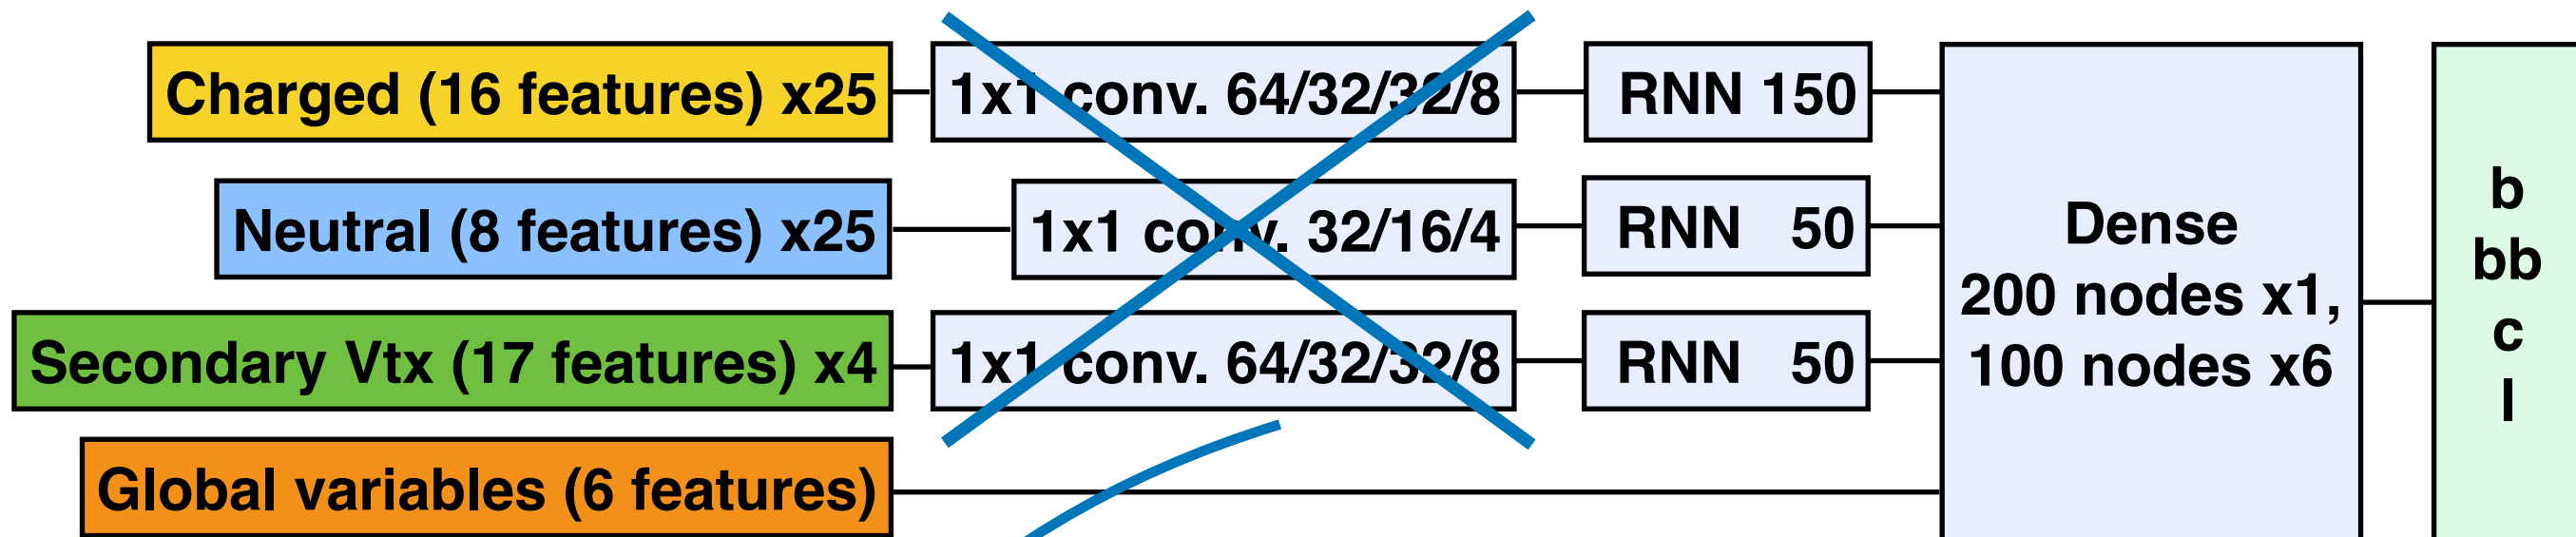 Charged (16 features) x25
1x1 conv. 64/32/32/8
RNN 150
Neutral (8 features) x25
1x1 conv. 32/16/4
RNN 50
Secondary Vtx (17 features) x4
1x1 conv. 64/32/32/8
RNN 50
Global variables (6 features)
Dense
200 nodes x1,
100 nodes x6
b
bb
c
l